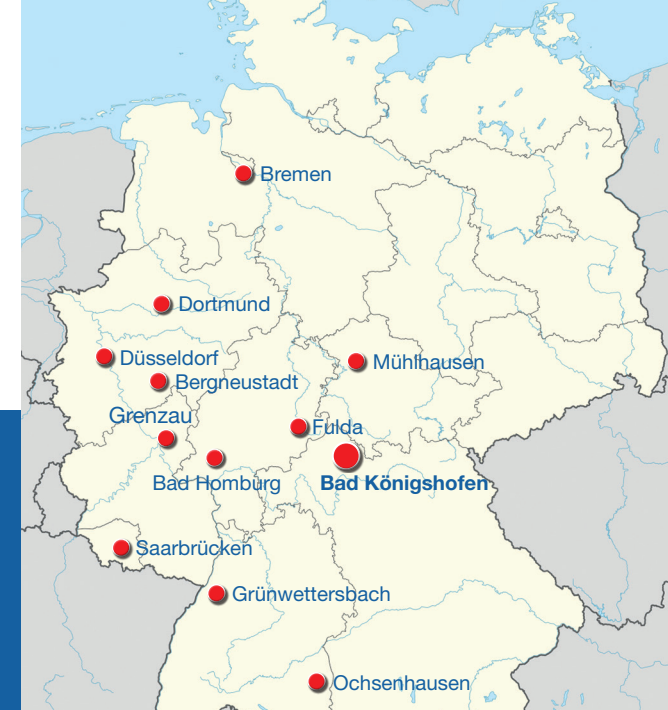 Bremen
Dortmund
Düsseldorf
Mühlhausen
Bergneustadt
Grenzau
Fulda
Bad Homburg
Bad Königshofen
Saarbrücken
Grünwettersbach
Ochsenhausen